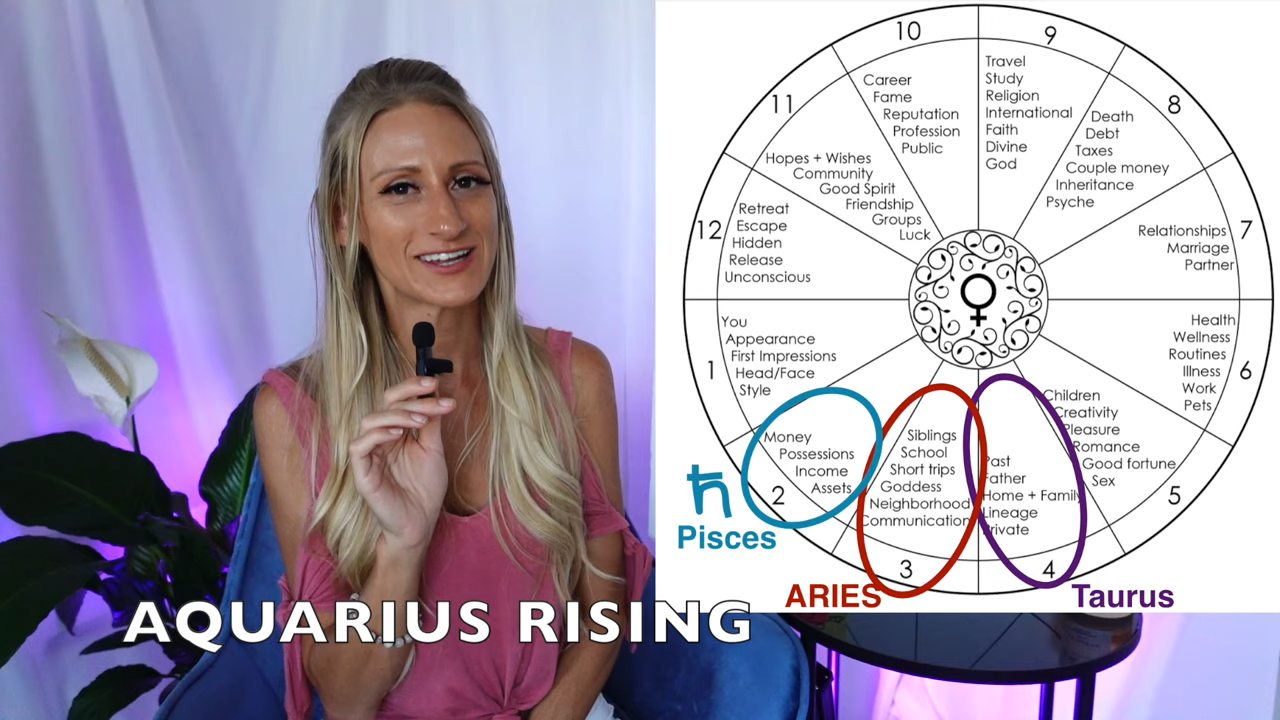 10
Career
Fame
Reputation
Profession
Public
9
Travel
Study
Religion
International
Faith
Divine
God
8
Death
Debt
Taxes
Couple money
Inheritance
Psyche
11
Hopes + Wishes
Community
Good Spirit
Friendship
Groups
Luck
12
Retreat
Escape
Hidden
Release
Unconscious
7
Relationships
Marriage
Partner
1
You
Appearance
First Impressions
Head/Face
Style
6
Health
Wellness
Routines
Illness
Work
Pets
2
Money
Possessions
Income
Assets
3
Siblings
School
Short trips
Goddess
Neighborhood
Communication
4
Past
Father
Home + Family
Lineage
Private
5
Children
Creativity
Pleasure
Romance
Good fortune
Sex
♄
Pisces
ARIES
Taurus
AQUARIUS RISING